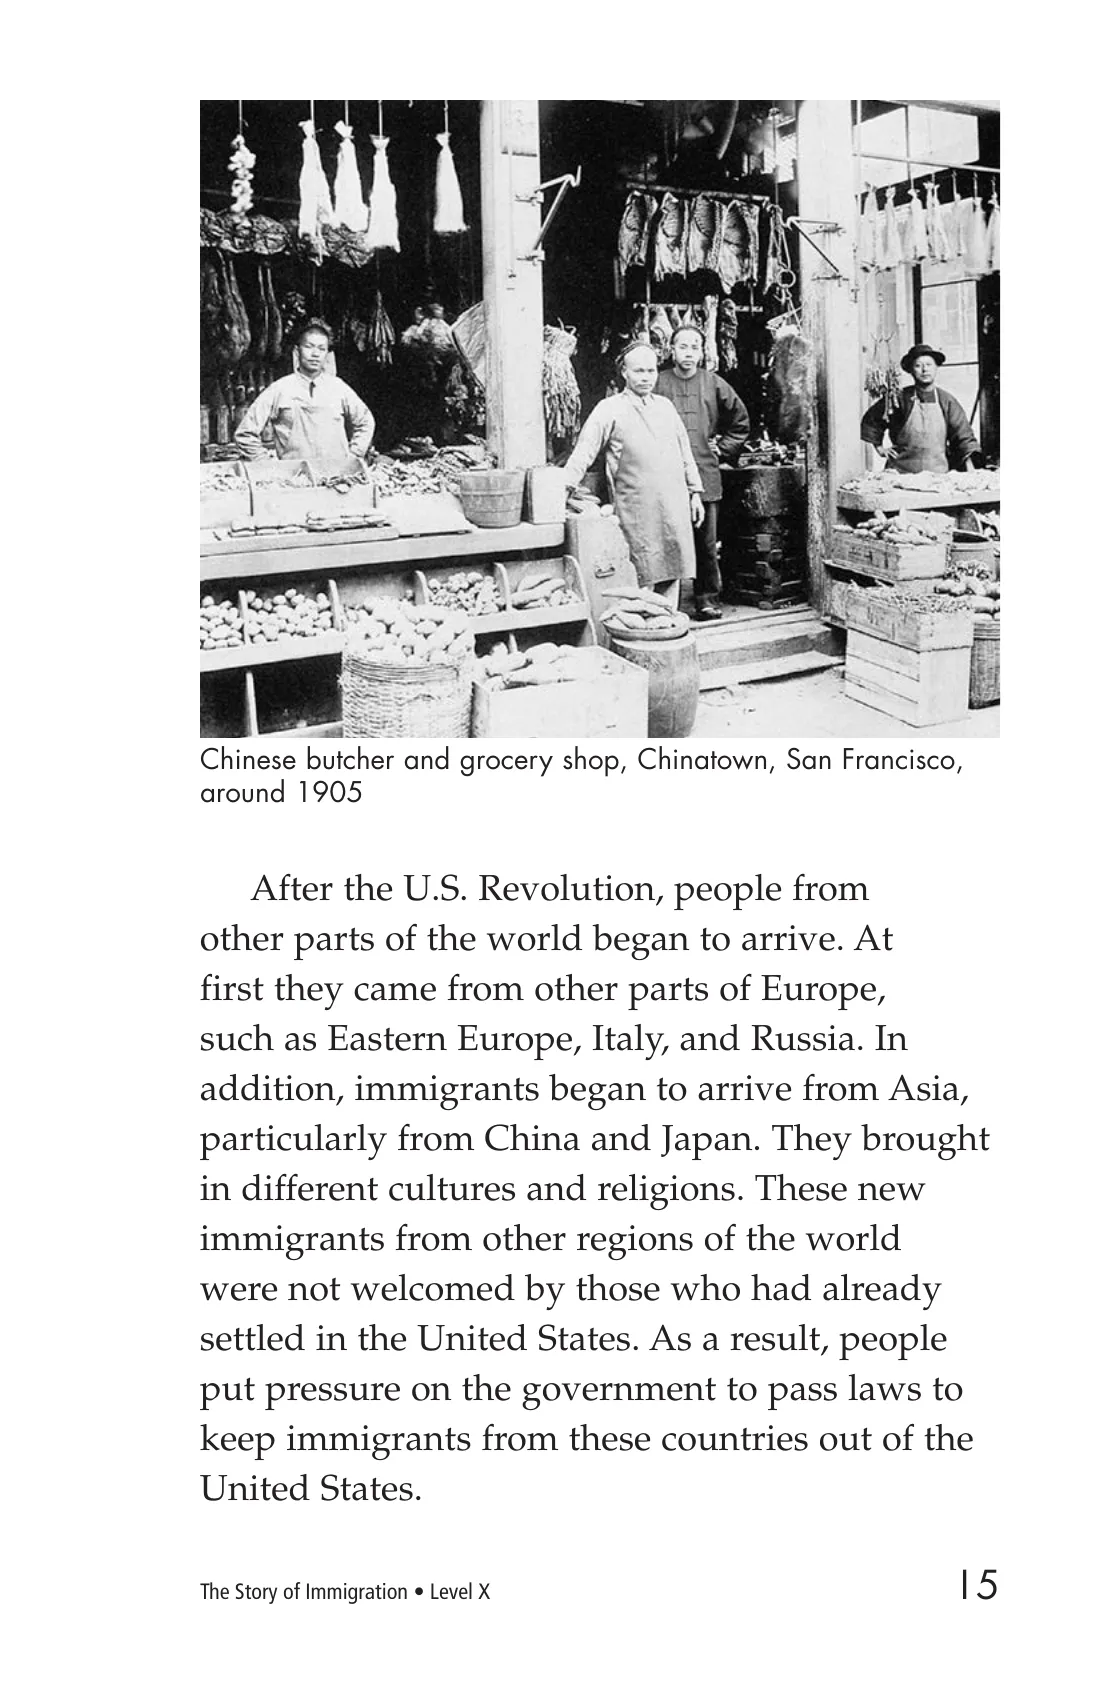 Chinese butcher and grocery shop, Chinatown, San Francisco,
around 1905
After the U.S. Revolution, people from
other parts of the world began to arrive. At
first they came from other parts of Europe,
such as Eastern Europe, Italy, and Russia. In
addition, immigrants began to arrive from Asia,
particularly from China and Japan. They brought
in different cultures and religions. These new
immigrants from other regions of the world
were not welcomed by those who had already
settled in the United States. As a result, people
put pressure on the government to pass laws to
keep immigrants from these countries out of the
United States.
The Story of Immigration • Level X
15